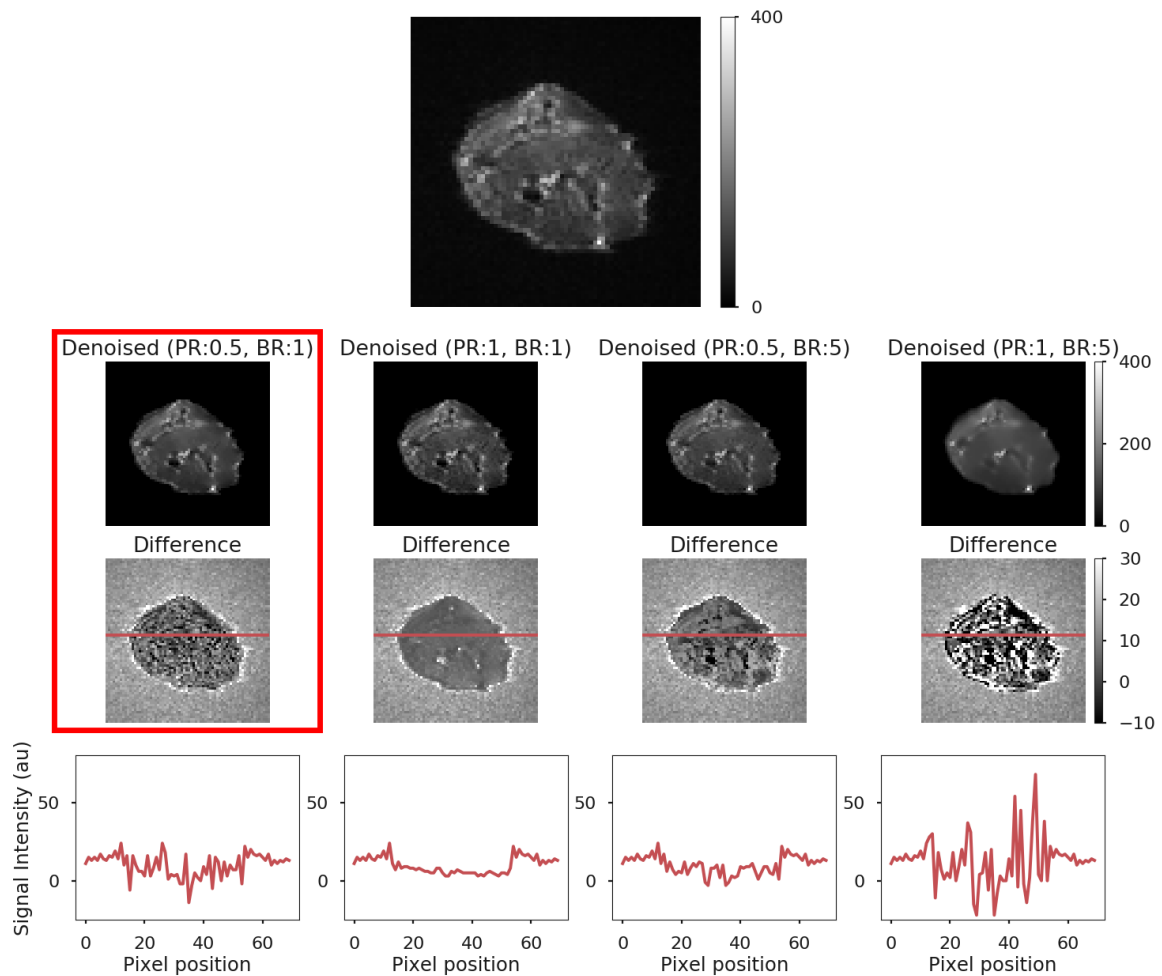 400
0
Denoised (PR:0.5, BR:1) Denoised (PR:1, BR:1) Denoised (PR:0.5, BR:5) Denoised (PR:1, BR:5)
400
200
0
Difference Difference Difference Difference
30
20
10
0
−10
Signal Intensity (au)
50 50 50 50
0 0 0 0
0 20 40 60 0 20 40 60 0 20 40 60 0 20 40 60
Pixel position Pixel position Pixel position Pixel position